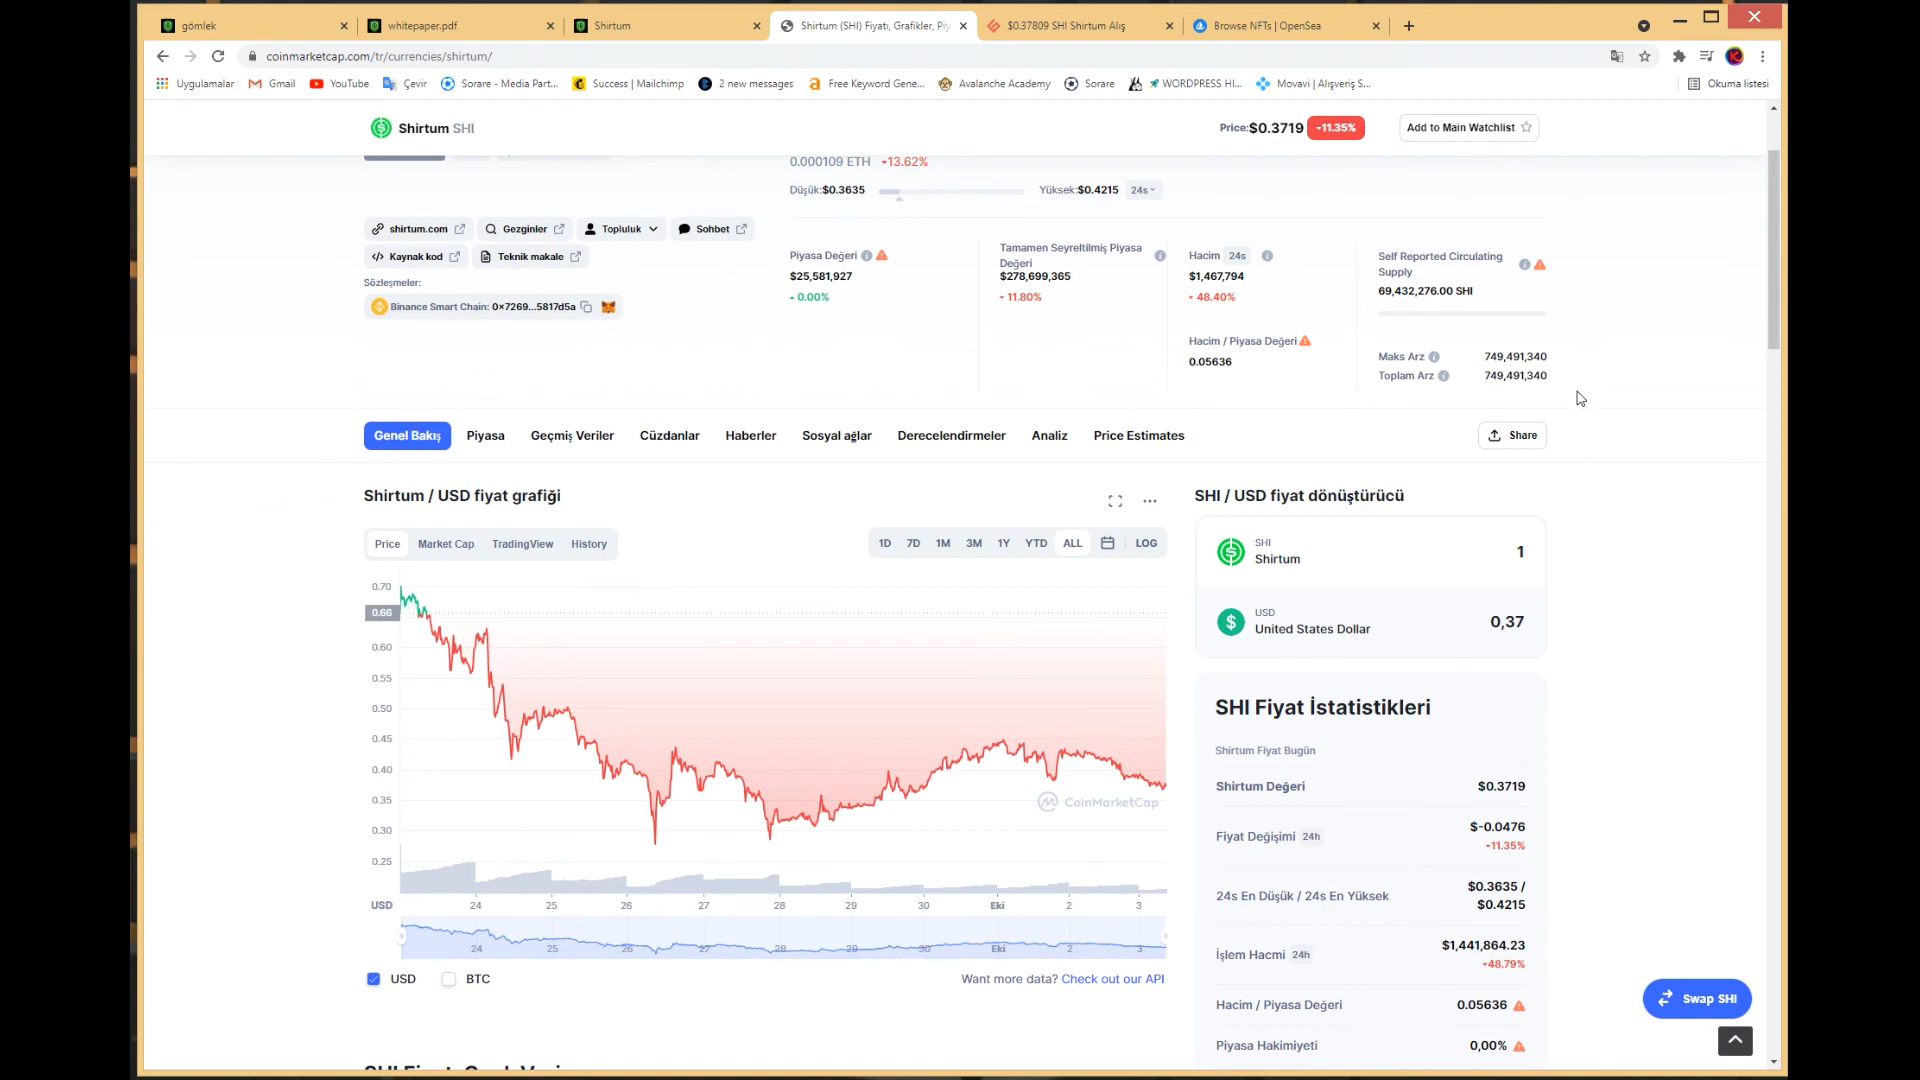 gömlek
whitepaper.pdf
Shirtum
Shirtum (SHI) Fiyatı, Grafikler, Piy
$0.37809 SHI Shirtum Alış
Browse NFTs | OpenSea
coinmarketcap.com/tr/currencies/shirtum/
Uygulamalar
Gmail
YouTube
Çevir
Sorare - Media Part...
Success | Mailchimp
2 new messages
Free Keyword Gene...
Avalanche Academy
Sorare
WORDPRESS HI...
Movavi | Alışveriş S...
Okuma listesi
Shirtum SHI
Price:$0.3719 -11.35%
Add to Main Watchlist
0.000109 ETH -13.62%
Düşük:$0.3635
Yüksek:$0.4215 24s
shirtum.com
Gezginler
Topluluk
Sohbet
Kaynak kod
Teknik makale
Sözleşmeler:
Binance Smart Chain: 0x7269...5817d5a
Piyasa Değeri
$25,581,927
0.00%
Tamamen Seyreltilmiş Piyasa
Değeri
$278,699,365
11.80%
Hacim 24s
$1,467,794
48.40%
Hacim / Piyasa Değeri
0.05636
Self Reported Circulating
Supply
69,432,276.00 SHI
Maks Arz 749,491,340
Toplam Arz 749,491,340
Genel Bakış
Piyasa
Geçmiş Veriler
Cüzdanlar
Haberler
Sosyal ağlar
Derecelendirmeler
Analiz
Price Estimates
Share
Shirtum / USD fiyat grafiği
Price
Market Cap
TradingView
History
1D 7D 1M 3M 1Y YTD ALL LOG
0.70
0.66
0.60
0.55
0.50
0.45
0.40
0.35
0.30
0.25
CoinMarketCap
USD 24 25 26 27 28 29 30 Eki 2 3
24 25 26 27 28 29 30 Eki 2 3
USD
BTC
Want more data? Check out our API
SHI / USD fiyat dönüştürücü
SHI
Shirtum
1
USD
United States Dollar
0,37
SHI Fiyat İstatistikleri
Shirtum Fiyat Bugün
Shirtum Değeri $0.3719
Fiyat Değişimi 24h
$-0.0476
-11.35%
24s En Düşük / 24s En Yüksek
$0.3635 /
$0.4215
İşlem Hacmi 24h
$1,441,864.23
-48.79%
Hacim / Piyasa Değeri 0.05636
Piyasa Hakimiyeti 0,00%
Swap SHI